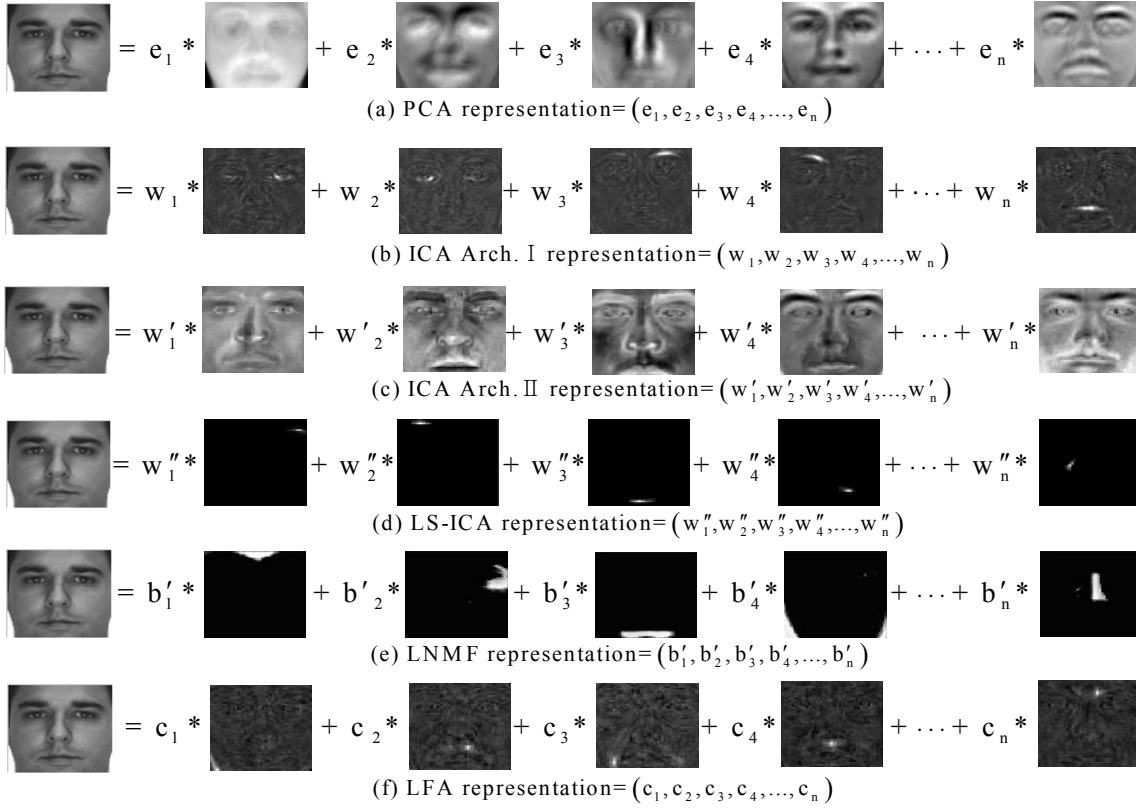 = e₁ * + e₂ * + e₃ * + e₄ * + ... + eₙ *
(a) PCA representation= (e₁, e₂, e₃, e₄, ..., eₙ)
= w₁ * + w₂ * + w₃ * + w₄ * + ... + wₙ *
(b) ICA Arch. I representation= (w₁, w₂, w₃, w₄, ..., wₙ)
= w′₁ * + w′₂ * + w′₃ * + w′₄ * + ... + w′ₙ *
(c) ICA Arch. II representation= (w′₁, w′₂, w′₃, w′₄, ..., w′ₙ)
= w″₁ * + w″₂ * + w″₃ * + w″₄ * + ... + w″ₙ *
(d) LS-ICA representation= (w″₁, w″₂, w″₃, w″₄, ..., w″ₙ)
= b′₁ * + b′₂ * + b′₃ * + b′₄ * + ... + b′ₙ *
(e) LNMF representation= (b′₁, b′₂, b′₃, b′₄, ..., b′ₙ)
= c₁ * + c₂ * + c₃ * + c₄ * + ... + cₙ *
(f) LFA representation= (c₁, c₂, c₃, c₄, ..., cₙ)